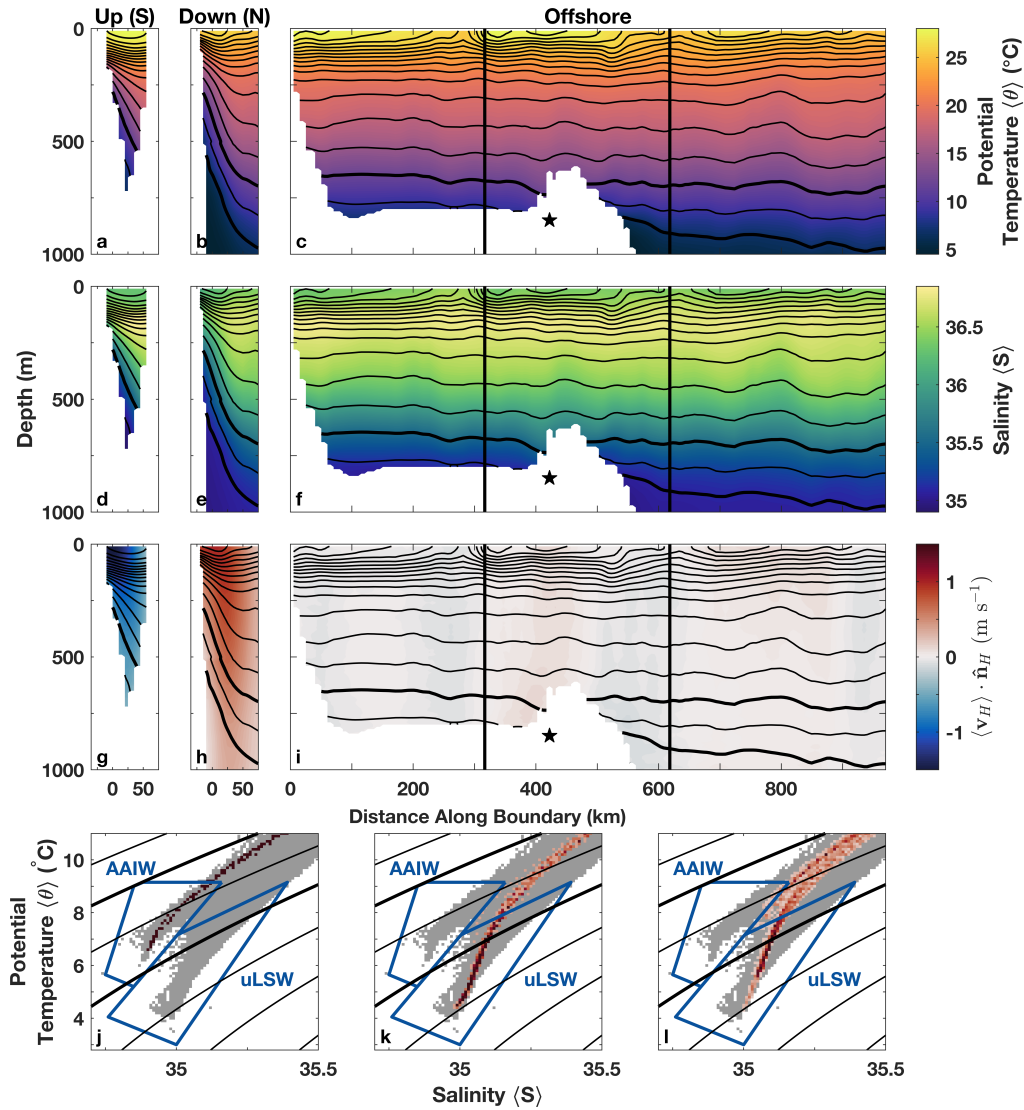 Up (S) Down (N) Offshore
0
500
1000
a b c
25
20
15
10
5
Potential
Temperature ⟨θ⟩ (°C)
0
500
1000
d e f
Depth (m)
36.5
36
35.5
35
Salinity ⟨S⟩
0
500
1000
g h i
1
0
-1
⟨v_H⟩ · n̂_H (m s⁻¹)
0 50 0 50 0 200 400 600 800
Distance Along Boundary (km)
Potential
Temperature ⟨θ⟩ (°C)
10
8
6
4
AAIW AAIW AAIW
uLSW uLSW uLSW
j k l
35 35.5 35 35.5 35 35.5
Salinity ⟨S⟩